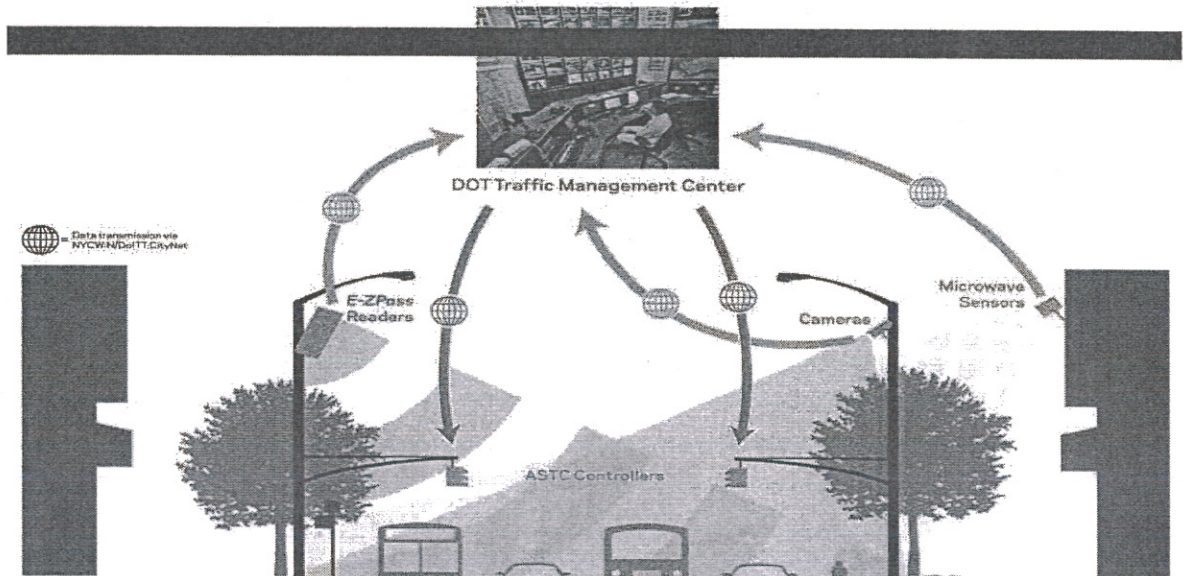 DOT Traffic Management Center
= Data transmission via
NYCWiN/DoITT CityNet
E-ZPass
Readers
Microwave
Sensors
Cameras
ASTC Controllers